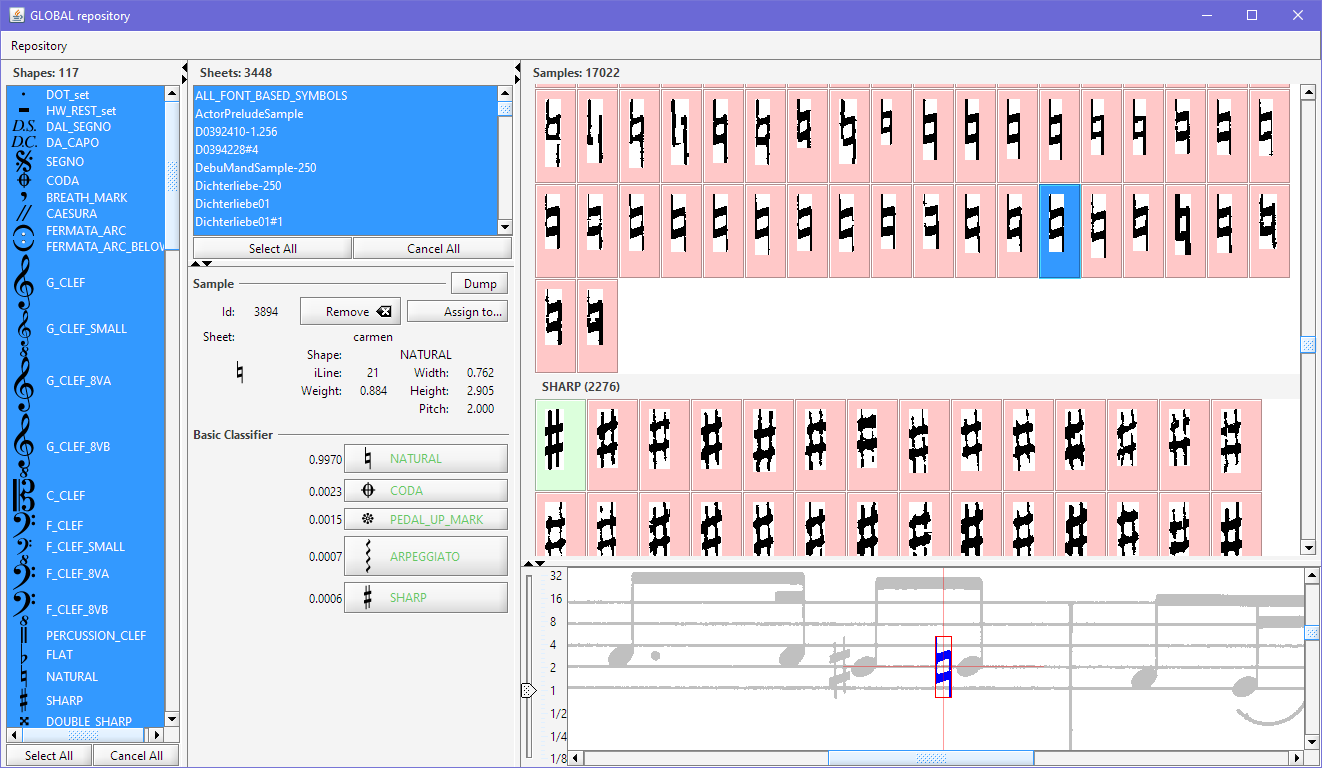 GLOBAL repository
Repository
Shapes: 117
DOT_set
HW_REST_set
D.S. DAL_SEGNO
D.C. DA_CAPO
SEGNO
CODA
BREATH_MARK
CAESURA
FERMATA_ARC
FERMATA_ARC_BELOW
G_CLEF
G_CLEF_SMALL
G_CLEF_8VA
G_CLEF_8VB
C_CLEF
F_CLEF
F_CLEF_SMALL
F_CLEF_8VA
F_CLEF_8VB
PERCUSSION_CLEF
FLAT
NATURAL
SHARP
DOUBLE_SHARP
Select All Cancel All
Sheets: 3448
ALL_FONT_BASED_SYMBOLS
ActorPreludeSample
D0392410-1.256
D0394228#4
DebuMandSample-250
Dichterliebe-250
Dichterliebe01
Dichterliebe01#1
Select All Cancel All
Sample Dump
Id: 3894 Remove Assign to...
Sheet: carmen
Shape: NATURAL
iLine: 21 Width: 0.762
Weight: 0.884 Height: 2.905
Pitch: 2.000
Basic Classifier
0.9970 NATURAL
0.0023 CODA
0.0015 PEDAL_UP_MARK
0.0007 ARPEGGIATO
0.0006 SHARP
Samples: 17022
SHARP (2276)
32
16
8
4
2
1
1/2
1/4
1/8